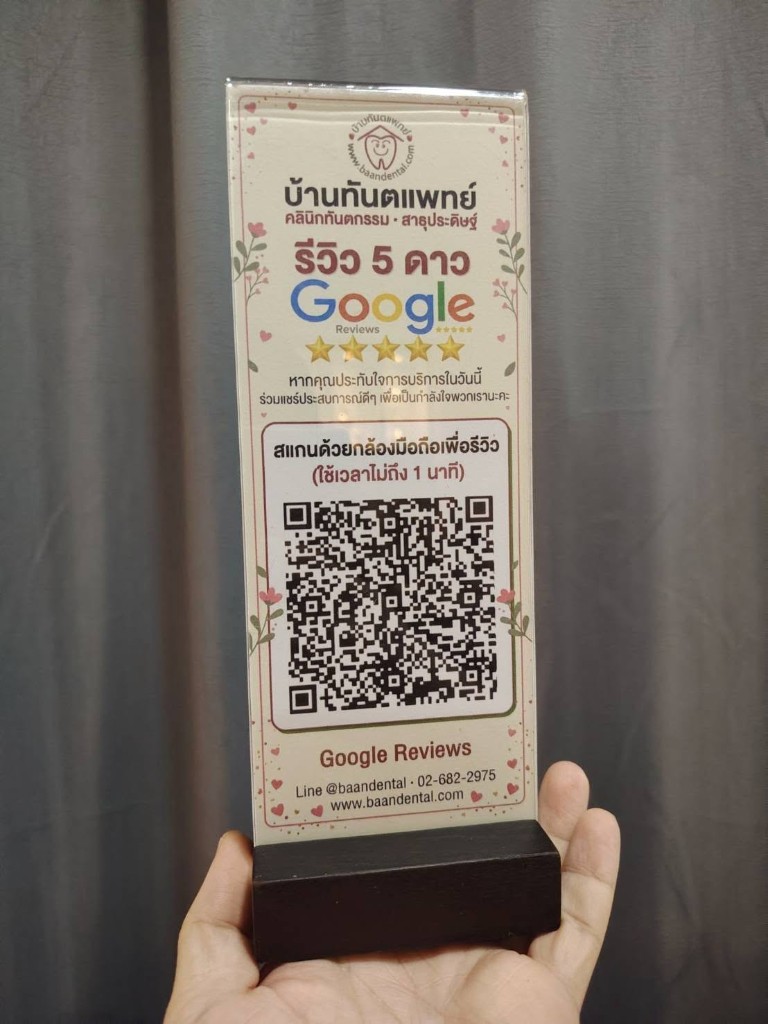 บ้านทันตแพทย์
www.baandental.com
บ้านทันตแพทย์
คลินิกทันตกรรม · สาธุประดิษฐ์
รีวิว 5 ดาว
Google
Reviews
หากคุณประทับใจการบริการในวันนี้
ร่วมแชร์ประสบการณ์ดีๆ เพื่อเป็นกำลังใจพวกเรานะคะ
สแกนด้วยกล้องมือถือเพื่อรีวิว
(ใช้เวลาไม่ถึง 1 นาที)
Google Reviews
Line @baandental · 02-682-2975
www.baandental.com